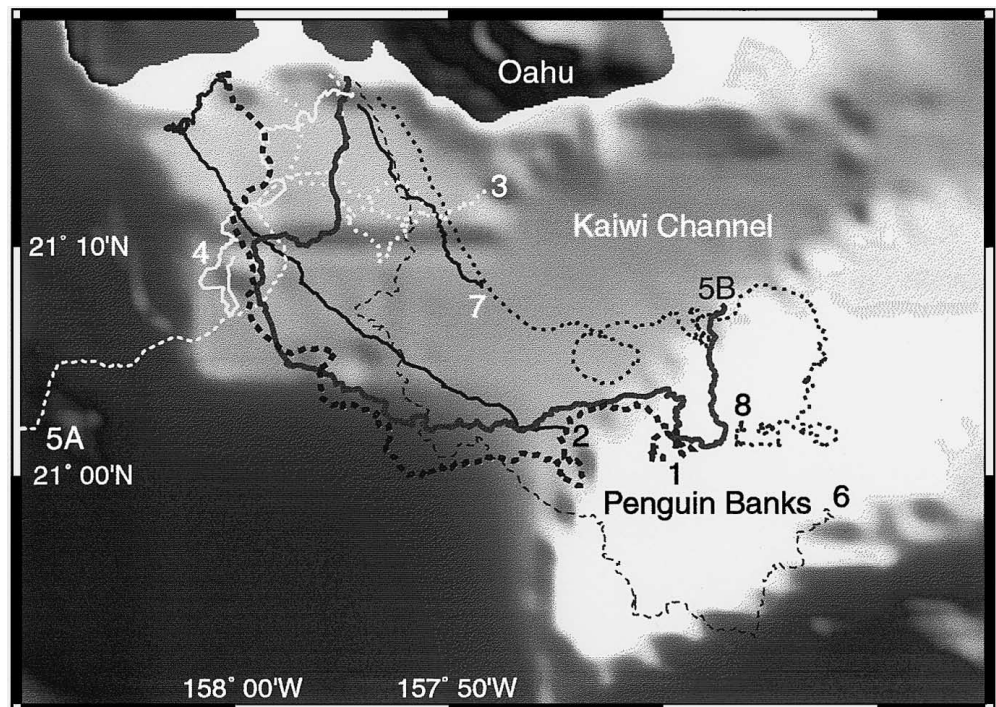 Oahu
3
Kaiwi Channel
4
21° 10'N
7
5B
8
5A
2
1
21° 00'N
Penguin Banks
6
158° 00'W
157° 50'W